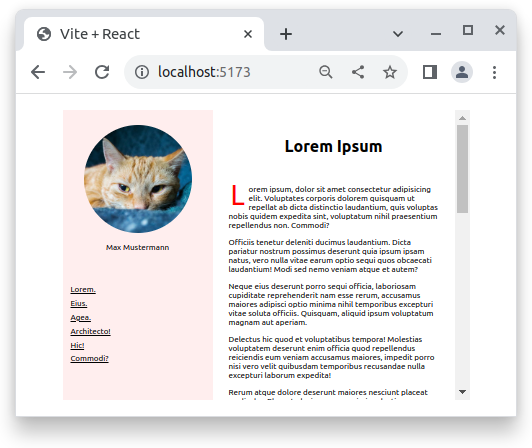 Vite + React
localhost:5173
Max Mustermann
Lorem.
Eius.
Agea.
Architecto!
Hic!
Commodi?
Lorem Ipsum
Lorem ipsum, dolor sit amet consectetur adipisicing
elit. Voluptates corporis dolorem quisquam ut
repellat ab dicta distinctio laudantium, quis voluptas
nobis quidem expedita sint, voluptatum nihil praesentium
repellendus non. Commodi?
Officiis tenetur deleniti ducimus laudantium. Dicta
pariatur nostrum possimus deserunt quia ipsum ipsam
natus, vero nulla vitae earum optio sequi quos obcaecati
laudantium! Modi sed nemo veniam atque et autem?
Neque eius deserunt porro sequi officia, laboriosam
cupiditate reprehenderit nam esse rerum, accusamus
maiores adipisci optio minima nihil temporibus excepturi
vitae soluta officiis. Quisquam, aliquid ipsum voluptatum
magnam aut aperiam.
Delectus hic quod et voluptatibus tempora! Molestias
voluptatem deserunt enim officia quod repellendus
reiciendis eum veniam accusamus maiores, impedit porro
nisi vero velit quibusdam temporibus recusandae nulla
excepturi laborum expedita!
Rerum atque dolore deserunt maiores nesciunt placeat